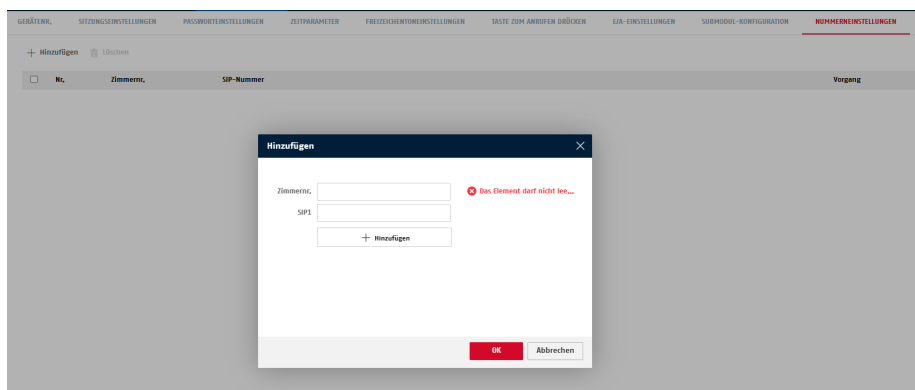 GERÄTENR, SITZUNGSEINSTELLUNGEN PASSWORTEINSTELLUNGEN ZEITPARAMETER FREIZEICHENTONEINSTELLUNGEN TASTE ZUM ANRUFEN DRÜCKEN E/A-EINSTELLUNGEN SUBMODUL-KONFIGURATION NUMMERNEINSTELLUNGEN
Hinzufügen Löschen
Nr, Zimmernr, SIP-Nummer Vorgang
Hinzufügen
Zimmernr, Das Element darf nicht lee...
SIP1
Hinzufügen
OK Abbrechen